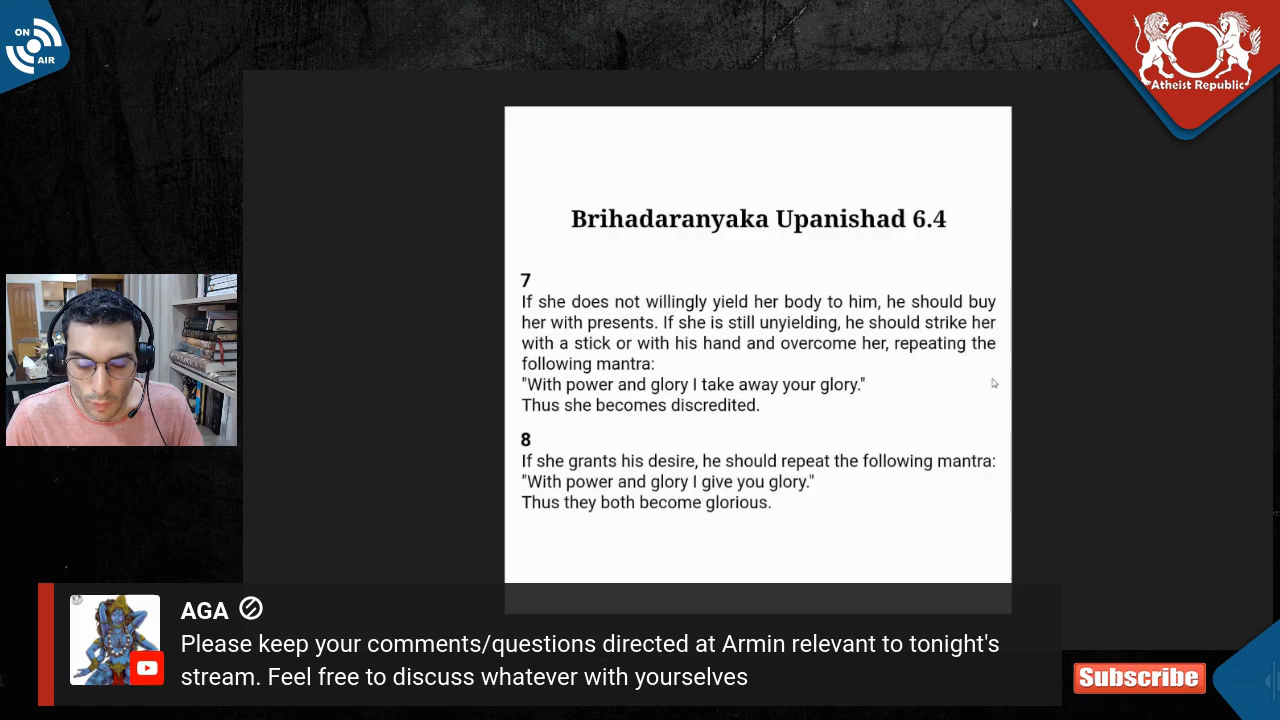 ON
AIR
Atheist Republic
Brihadaranyaka Upanishad 6.4
7
If she does not willingly yield her body to him, he should buy
her with presents. If she is still unyielding, he should strike her
with a stick or with his hand and overcome her, repeating the
following mantra:
"With power and glory I take away your glory."
Thus she becomes discredited.
8
If she grants his desire, he should repeat the following mantra:
"With power and glory I give you glory."
Thus they both become glorious.
AGA
Please keep your comments/questions directed at Armin relevant to tonight's
stream. Feel free to discuss whatever with yourselves
Subscribe